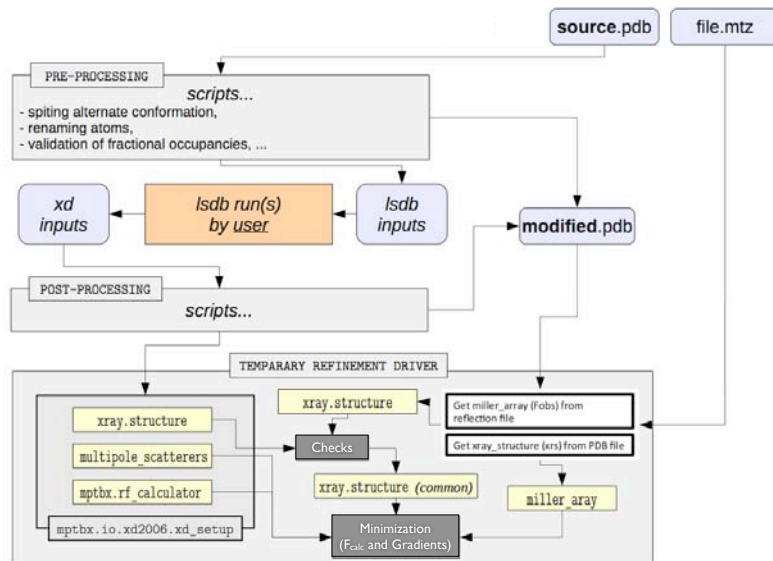 source.pdb
file.mtz
PRE-PROCESSING
scripts...
- spiting alternate conformation,
- renaming atoms,
- validation of fractional occupancies, ...
xd
inputs
lsdb run(s)
by user
lsdb
inputs
modified.pdb
POST-PROCESSING
scripts...
TEMPARARY REFINEMENT DRIVER
xray.structure
multipole_scatterers
mptbx.rf_calculator
mptbx.io.xd2006.xd_setup
xray.structure
Checks
xray.structure (common)
Minimization
(Fcalc and Gradients)
Get miller_array (Fobs) from
reflection file
Get xray_structure (xrs) from PDB file
miller_aray